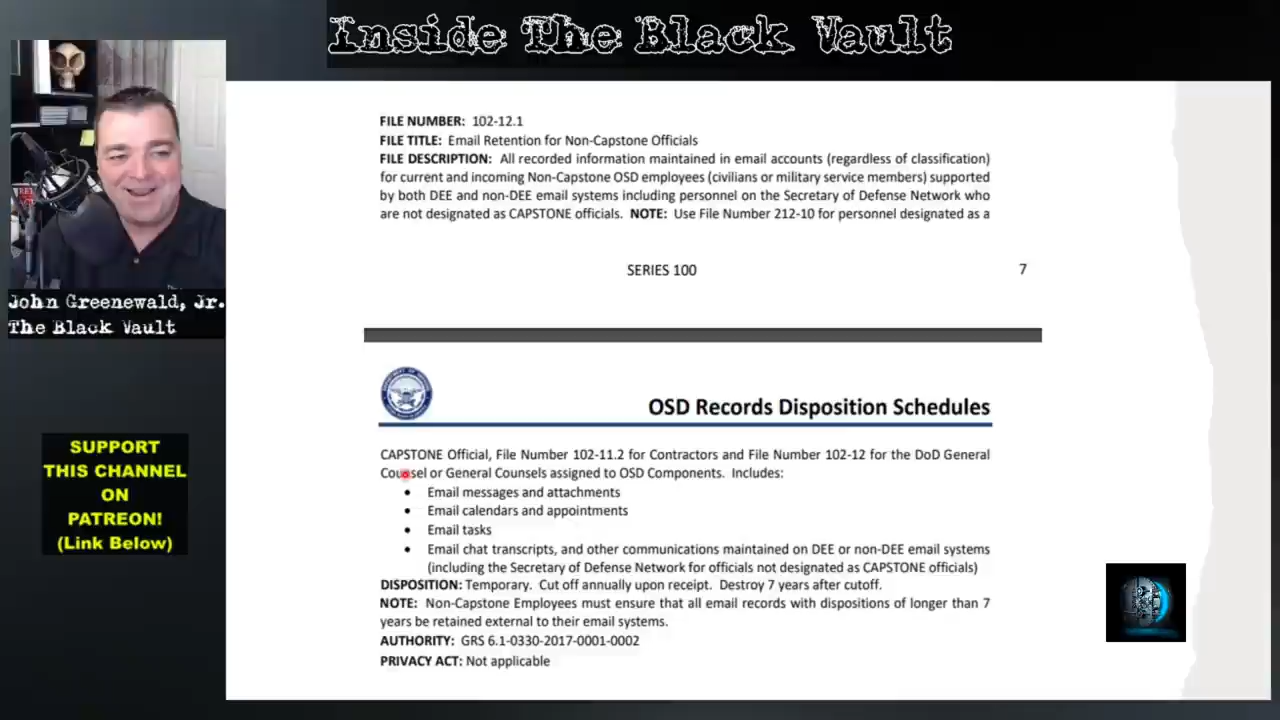 Inside The Black Vault
FILE NUMBER: 102-12.1
FILE TITLE: Email Retention for Non-Capstone Officials
FILE DESCRIPTION: All recorded information maintained in email accounts (regardless of classification)
for current and incoming Non-Capstone OSD employees (civilians or military service members) supported
by both DEE and non-DEE email systems including personnel on the Secretary of Defense Network who
are not designated as CAPSTONE officials. NOTE: Use File Number 212-10 for personnel designated as a
SERIES 100 7
John Greenewald, Jr.
The Black Vault
OSD Records Disposition Schedules
CAPSTONE Official, File Number 102-11.2 for Contractors and File Number 102-12 for the DoD General
Counsel or General Counsels assigned to OSD Components. Includes:
• Email messages and attachments
• Email calendars and appointments
• Email tasks
• Email chat transcripts, and other communications maintained on DEE or non-DEE email systems
(including the Secretary of Defense Network for officials not designated as CAPSTONE officials)
DISPOSITION: Temporary. Cut off annually upon receipt. Destroy 7 years after cutoff.
NOTE: Non-Capstone Employees must ensure that all email records with dispositions of longer than 7
years be retained external to their email systems.
AUTHORITY: GRS 6.1-0330-2017-0001-0002
PRIVACY ACT: Not applicable
SUPPORT
THIS CHANNEL
ON
PATREON!
(Link Below)